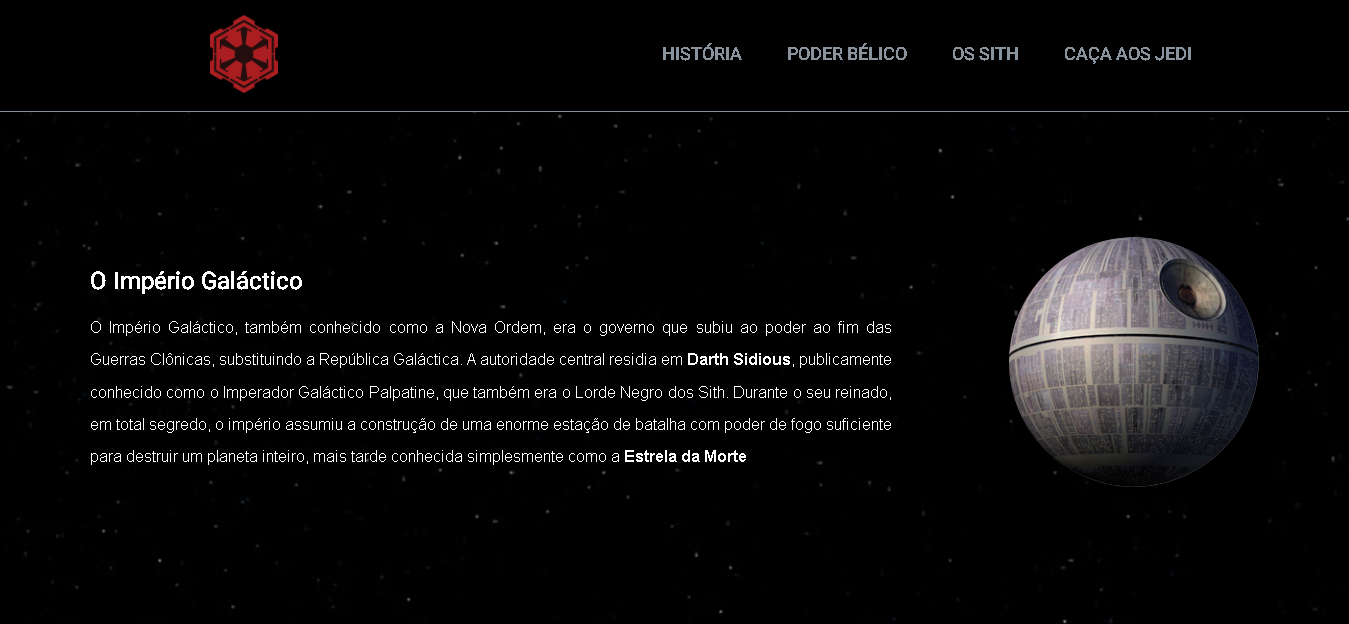 HISTÓRIA PODER BÉLICO OS SITH CAÇA AOS JEDI
O Império Galáctico
O Império Galáctico, também conhecido como a Nova Ordem, era o governo que subiu ao poder ao fim das
Guerras Clônicas, substituindo a República Galáctica. A autoridade central residia em Darth Sidious, publicamente
conhecido como o Imperador Galáctico Palpatine, que também era o Lorde Negro dos Sith. Durante o seu reinado,
em total segredo, o império assumiu a construção de uma enorme estação de batalha com poder de fogo suficiente
para destruir um planeta inteiro, mais tarde conhecida simplesmente como a Estrela da Morte